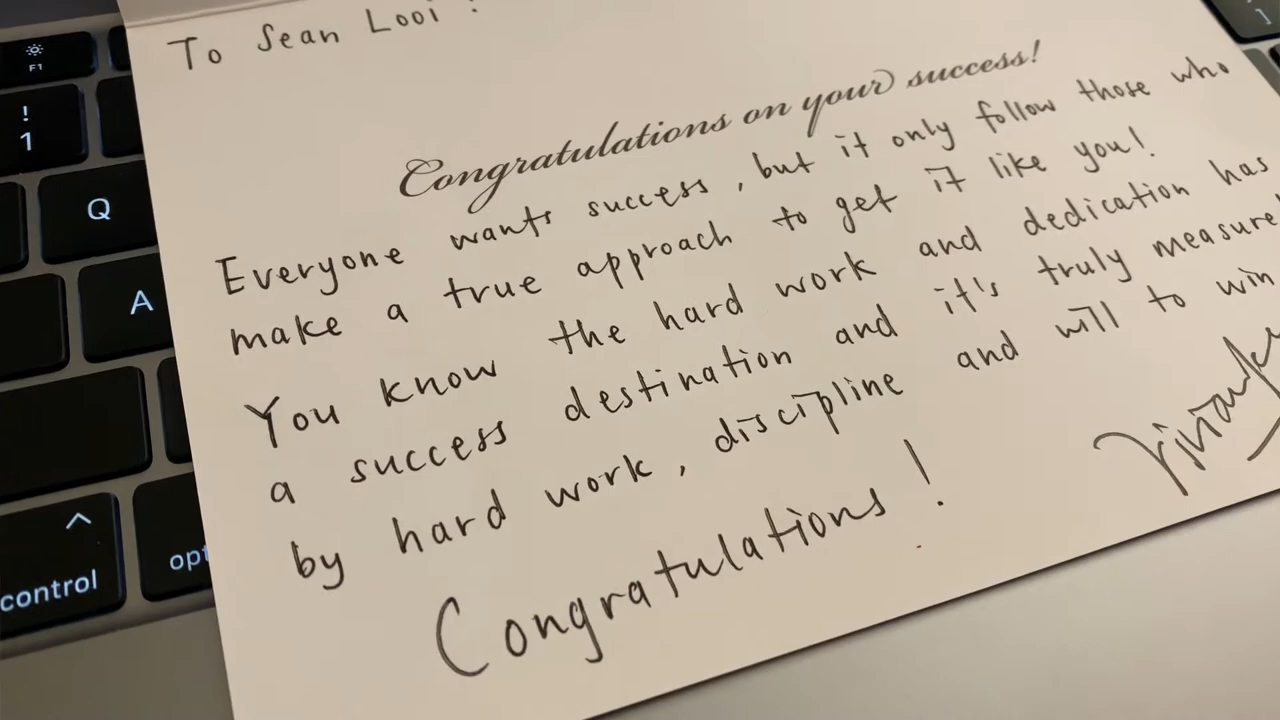 To Sean Looi !
Congratulations on your success!
Everyone wants success, but it only follow those who
make a true approach to get it like you!
You know the hard work and dedication has
a success destination and it's truly measure
by hard work, discipline and will to win
Congratulations!
F1
!
1
Q
A
control
opt